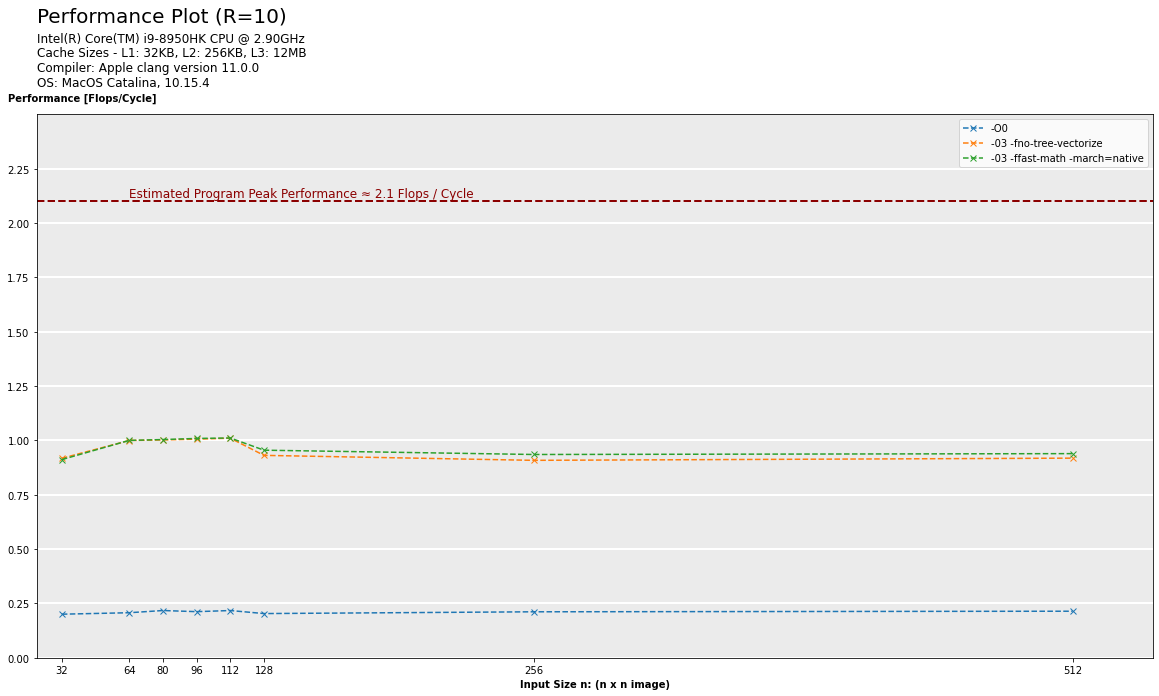 Performance Plot (R=10)
Intel(R) Core(TM) i9-8950HK CPU @ 2.90GHz
Cache Sizes - L1: 32KB, L2: 256KB, L3: 12MB
Compiler: Apple clang version 11.0.0
OS: MacOS Catalina, 10.15.4
Performance [Flops/Cycle]
-O0
-03 -fno-tree-vectorize
-03 -ffast-math -march=native
2.25
Estimated Program Peak Performance ≈ 2.1 Flops / Cycle
2.00
1.75
1.50
1.25
1.00
0.75
0.50
0.25
0.00
32 64 80 96 112 128 256 512
Input Size n: (n x n image)